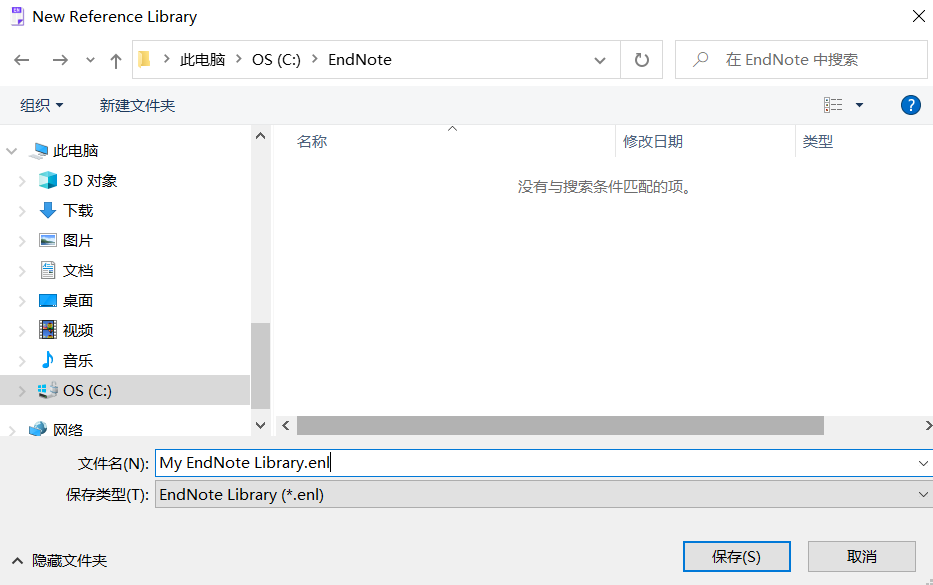 New Reference Library
此电脑 OS (C:) EndNote 在 EndNote 中搜索
组织 新建文件夹 ?
名称 修改日期 类型
没有与搜索条件匹配的项。
此电脑
3D 对象
下载
图片
文档
桌面
视频
音乐
OS (C:)
网络
文件名(N): My EndNote Library.enl
保存类型(T): EndNote Library (*.enl)
隐藏文件夹 保存(S) 取消